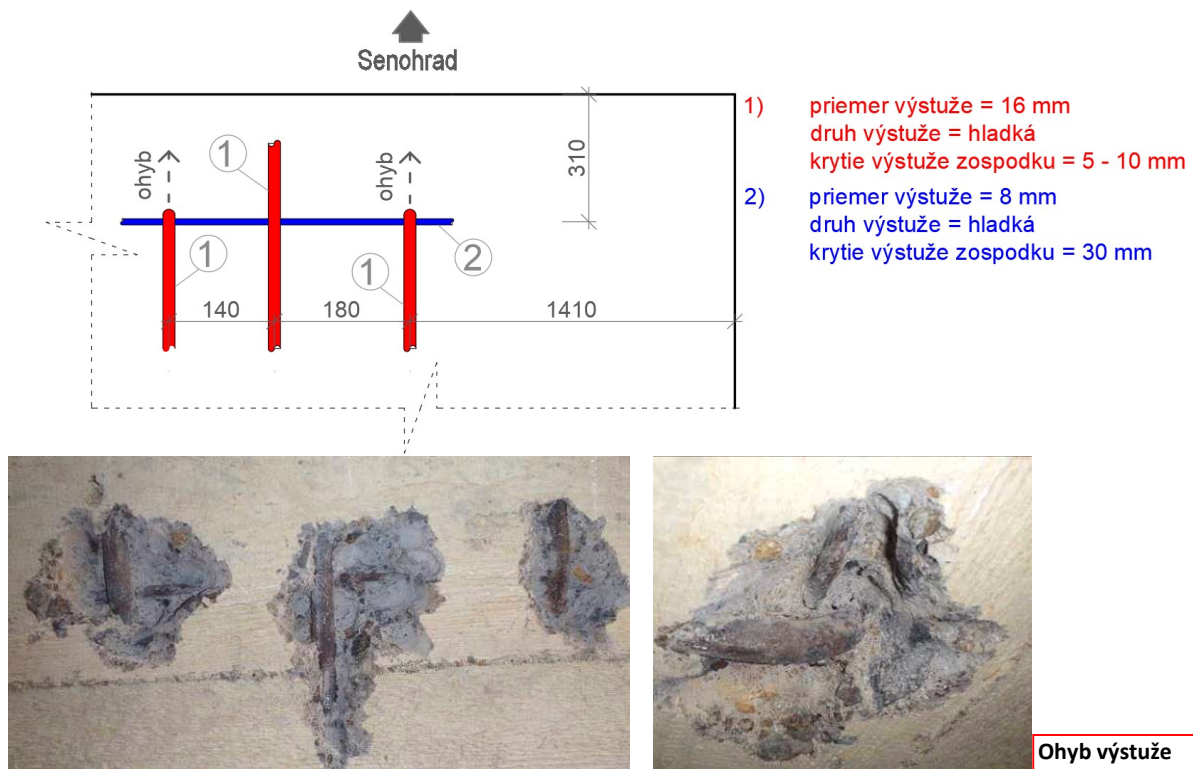 Senohrad
1) priemer výstuže = 16 mm
druh výstuže = hladká
krytie výstuže zospodku = 5 - 10 mm
2) priemer výstuže = 8 mm
druh výstuže = hladká
krytie výstuže zospodku = 30 mm
310
ohyb
1
ohyb
1
1
2
140
180
1410
Ohyb výstuže